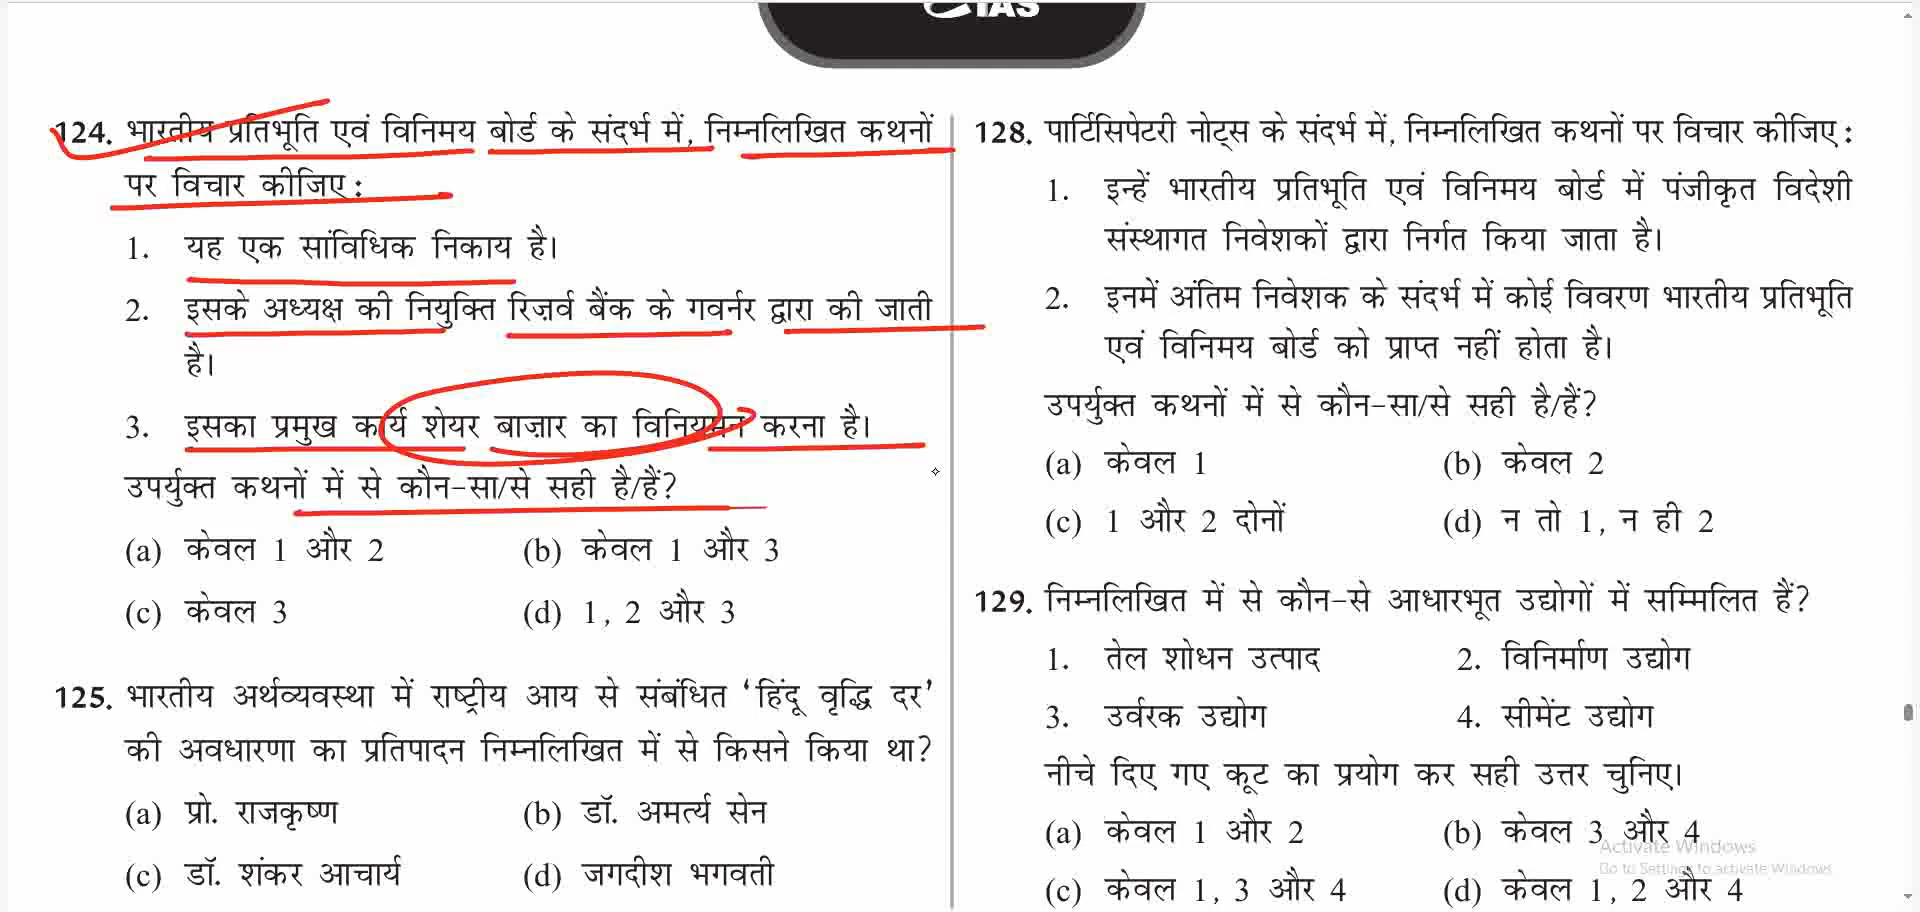 IAS
124. भारतीय प्रतिभूति एवं विनिमय बोर्ड के संदर्भ में, निम्नलिखित कथनों
पर विचार कीजिए :
1. यह एक सांविधिक निकाय है।
2. इसके अध्यक्ष की नियुक्ति रिज़र्व बैंक के गवर्नर द्वारा की जाती
है।
3. इसका प्रमुख कार्य शेयर बाज़ार का विनियमन करना है।
उपर्युक्त कथनों में से कौन-सा/से सही है/हैं?
(a) केवल 1 और 2 (b) केवल 1 और 3
(c) केवल 3 (d) 1, 2 और 3
125. भारतीय अर्थव्यवस्था में राष्ट्रीय आय से संबंधित ‘हिंदू वृद्धि दर’
की अवधारणा का प्रतिपादन निम्नलिखित में से किसने किया था?
(a) प्रो. राजकृष्ण (b) डॉ. अमर्त्य सेन
(c) डॉ. शंकर आचार्य (d) जगदीश भगवती
128. पार्टिसिपेटरी नोट्स के संदर्भ में, निम्नलिखित कथनों पर विचार कीजिए :
1. इन्हें भारतीय प्रतिभूति एवं विनिमय बोर्ड में पंजीकृत विदेशी
संस्थागत निवेशकों द्वारा निर्गत किया जाता है।
2. इनमें अंतिम निवेशक के संदर्भ में कोई विवरण भारतीय प्रतिभूति
एवं विनिमय बोर्ड को प्राप्त नहीं होता है।
उपर्युक्त कथनों में से कौन-सा/से सही है/हैं?
(a) केवल 1 (b) केवल 2
(c) 1 और 2 दोनों (d) न तो 1, न ही 2
129. निम्नलिखित में से कौन-से आधारभूत उद्योगों में सम्मिलित हैं?
1. तेल शोधन उत्पाद 2. विनिर्माण उद्योग
3. उर्वरक उद्योग 4. सीमेंट उद्योग
नीचे दिए गए कूट का प्रयोग कर सही उत्तर चुनिए।
(a) केवल 1 और 2 (b) केवल 3 और 4
(c) केवल 1, 3 और 4 (d) केवल 1, 2 और 4
Activate Windows
Go to Settings to activate Windows.